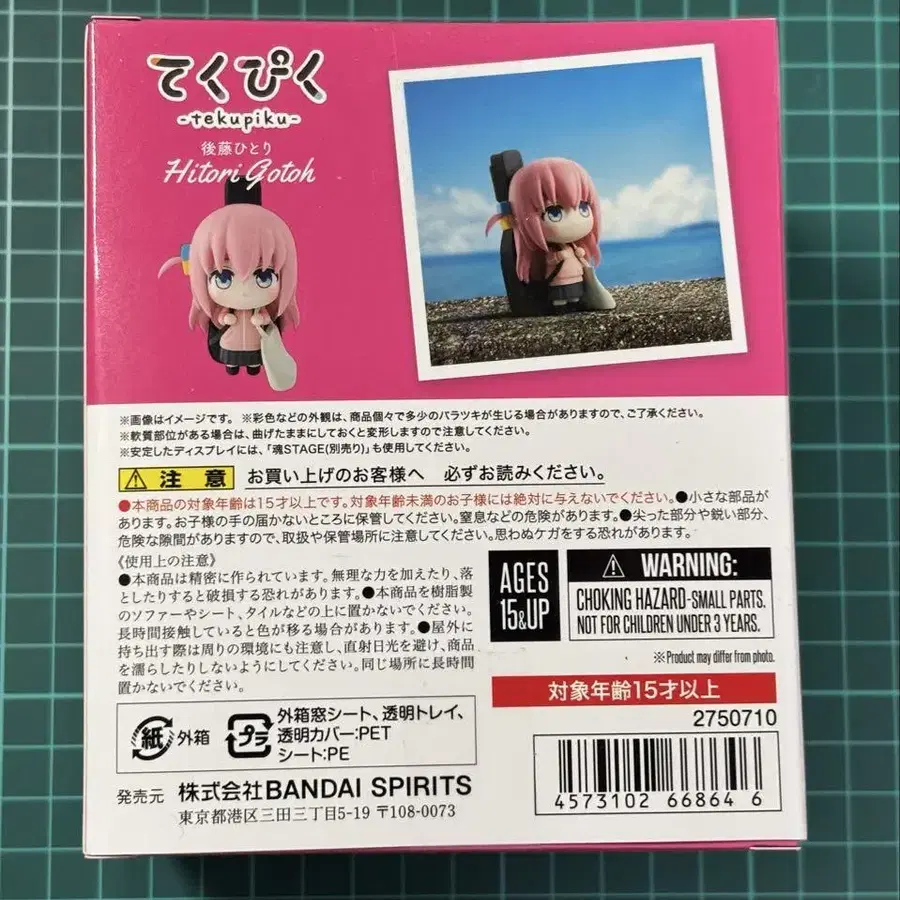 てくぴく
-tekupiku-
後藤ひとり
Hitori Gotoh
※画像はイメージです。 ※彩色などの外観は、商品個々で多少のバラツキが生じる場合がありますので、ご了承ください。
※軟質部位がある場合は、曲げたままにしておくと変形しますので注意してください。
※安定したディスプレイには、「魂STAGE(別売り)」も使用してください。
注意 お買い上げのお客様へ 必ずお読みください。
●本商品の対象年齢は15才以上です。対象年齢未満のお子様には絶対に与えないでください。●小さな部品が
あります。お子様の手の届かないところに保管してください。窒息などの危険があります。●尖った部分や鋭い部分、
危険な隙間がありますので、取扱や保管場所に注意してください。思わぬケガをする恐れがあります。
《使用上の注意》
●本商品は精密に作られています。無理な力を加えたり、落
としたりすると破損する恐れがあります。●本商品を樹脂製
のソファーやシート、タイルなどの上に置かないでください。
長時間接触していると色が移る場合があります。●屋外に
持ち出す際は周りの環境にも注意し、直射日光を避け、商品
を濡らしたりしないようにしてください。同じ場所に長時間
置かないでください。
AGES
15&UP
WARNING:
CHOKING HAZARD-SMALL PARTS.
NOT FOR CHILDREN UNDER 3 YEARS.
※Product may differ from photo.
対象年齢15才以上
2750710
紙 外箱
プラ
外箱窓シート、透明トレイ、
透明カバー:PET
シート:PE
発売元 株式会社BANDAI SPIRITS
東京都港区三田三丁目5-19 〒108-0073
4573102 668646